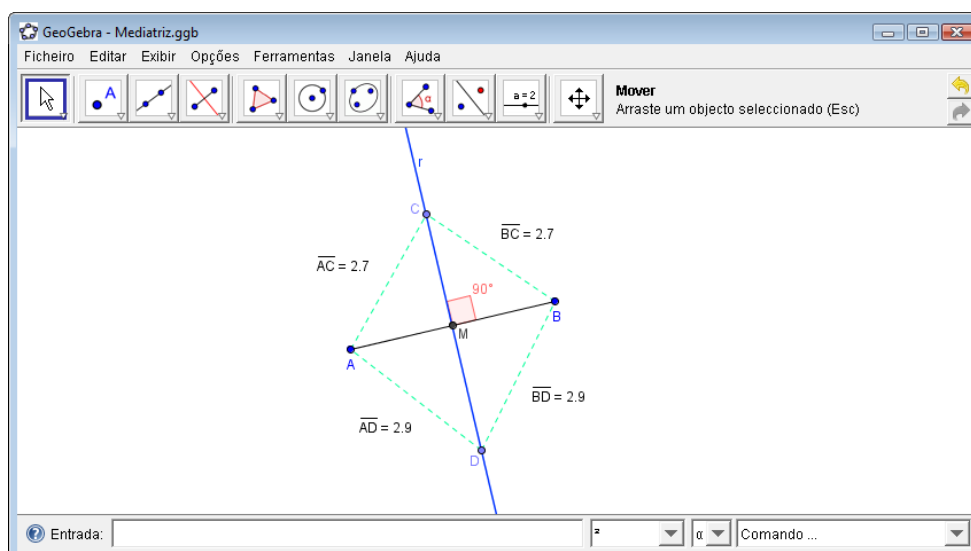 GeoGebra - Mediatriz.ggb
Ficheiro Editar Exibir Opções Ferramentas Janela Ajuda
A
α
a = 2
Mover
Arraste um objecto seleccionado (Esc)
r
C
BC = 2.7
AC = 2.7
90°
B
M
A
BD = 2.9
AD = 2.9
D
Entrada:
²
α
Comando ...